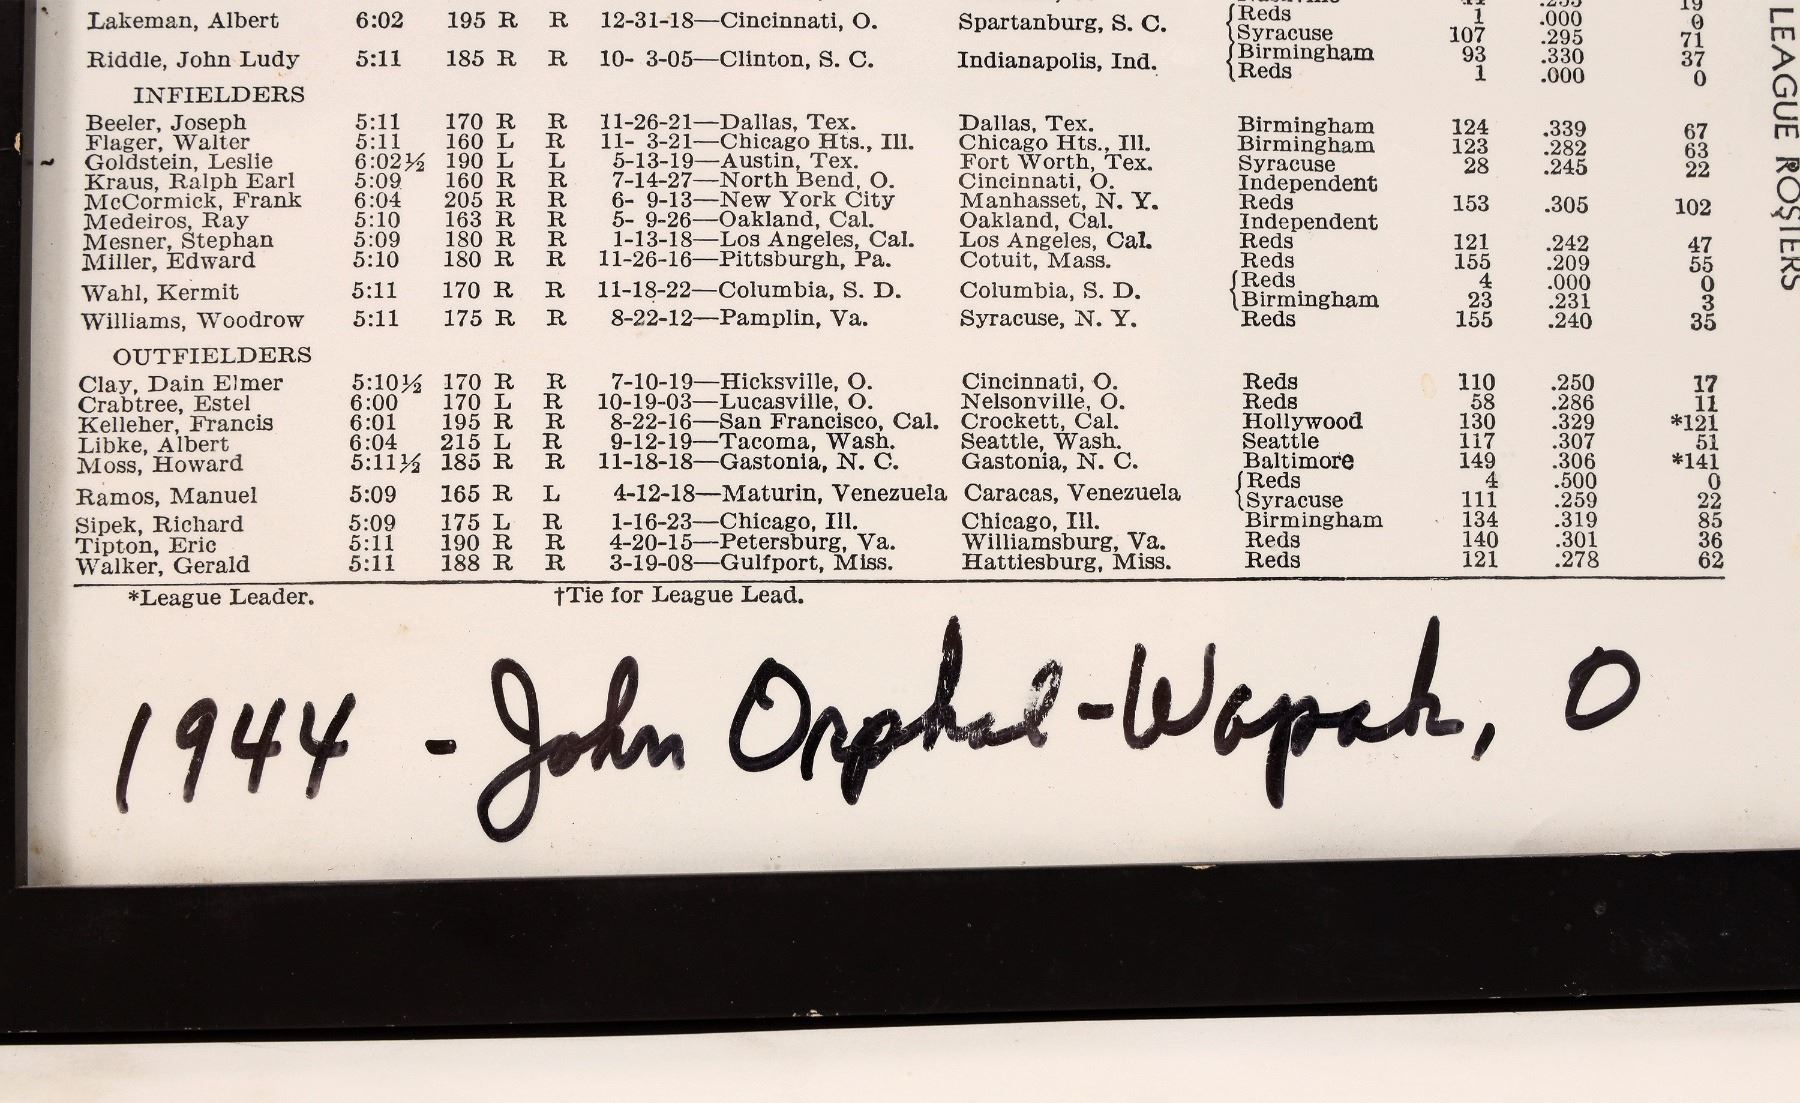 Lakeman, Albert 6:02 195 R R 12-31-18—Cincinnati, O. Spartanburg, S. C. {Reds 1 .000 0
{Syracuse 107 .295 71
Riddle, John Ludy 5:11 185 R R 10- 3-05—Clinton, S. C. Indianapolis, Ind. {Birmingham 93 .330 37
{Reds 1 .000 0
INFIELDERS
Beeler, Joseph 5:11 170 R R 11-26-21—Dallas, Tex. Dallas, Tex. Birmingham 124 .339 67
Flager, Walter 5:11 160 L R 11- 3-21—Chicago Hts., Ill. Chicago Hts., Ill. Birmingham 123 .282 63
Goldstein, Leslie 6:02½ 190 L L 5-13-19—Austin, Tex. Fort Worth, Tex. Syracuse 28 .245 22
Kraus, Ralph Earl 5:09 160 R R 7-14-27—North Bend, O. Cincinnati, O. Independent
McCormick, Frank 6:04 205 R R 6- 9-13—New York City Manhasset, N. Y. Reds 153 .305 102
Medeiros, Ray 5:10 163 R R 5- 9-26—Oakland, Cal. Oakland, Cal. Independent
Mesner, Stephan 5:09 180 R R 1-13-18—Los Angeles, Cal. Los Angeles, Cal. Reds 121 .242 47
Miller, Edward 5:10 180 R R 11-26-16—Pittsburgh, Pa. Cotuit, Mass. Reds 155 .209 55
Wahl, Kermit 5:11 170 R R 11-18-22—Columbia, S. D. Columbia, S. D. {Reds 4 .000 0
{Birmingham 23 .231 3
Williams, Woodrow 5:11 175 R R 8-22-12—Pamplin, Va. Syracuse, N. Y. Reds 155 .240 35
OUTFIELDERS
Clay, Dain Elmer 5:10½ 170 R R 7-10-19—Hicksville, O. Cincinnati, O. Reds 110 .250 17
Crabtree, Estel 6:00 170 L R 10-19-03—Lucasville, O. Nelsonville, O. Reds 58 .286 11
Kelleher, Francis 6:01 195 R R 8-22-16—San Francisco, Cal. Crockett, Cal. Hollywood 130 .329 *121
Libke, Albert 6:04 215 L R 9-12-19—Tacoma, Wash. Seattle, Wash. Seattle 117 .307 51
Moss, Howard 5:11½ 185 R R 11-18-18—Gastonia, N. C. Gastonia, N. C. Baltimore 149 .306 *141
Ramos, Manuel 5:09 165 R L 4-12-18—Maturin, Venezuela Caracas, Venezuela {Reds 4 .500 0
{Syracuse 111 .259 22
Sipek, Richard 5:09 175 L R 1-16-23—Chicago, Ill. Chicago, Ill. Birmingham 134 .319 85
Tipton, Eric 5:11 190 R R 4-20-15—Petersburg, Va. Williamsburg, Va. Reds 140 .301 36
Walker, Gerald 5:11 188 R R 3-19-08—Gulfport, Miss. Hattiesburg, Miss. Reds 121 .278 62
*League Leader. †Tie for League Lead.
1944 - John Orphal - Wapak, O
LEAGUE ROSTERS